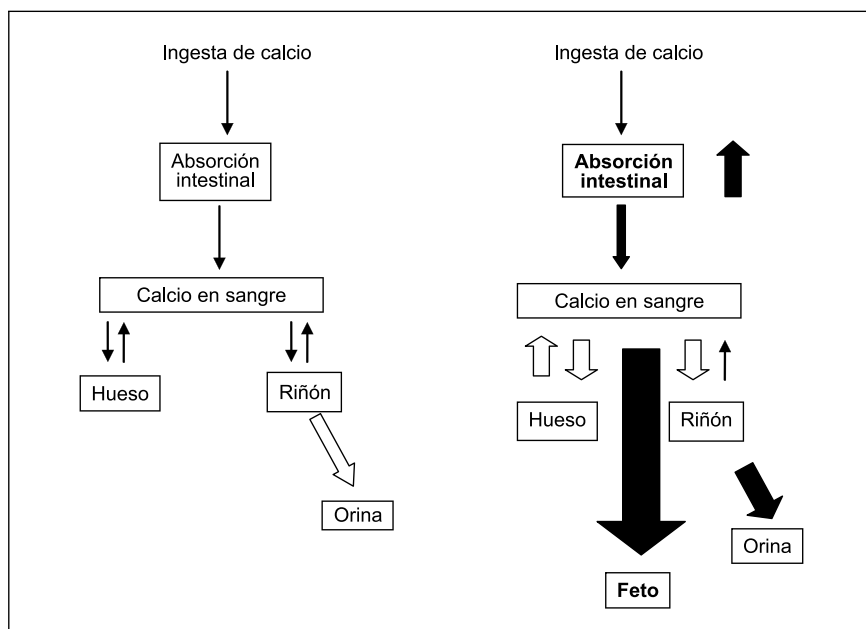 Ingesta de calcio
Absorción
intestinal
Calcio en sangre
Hueso
Riñón
Orina
Ingesta de calcio
Absorción
intestinal
Calcio en sangre
Hueso
Riñón
Orina
Feto